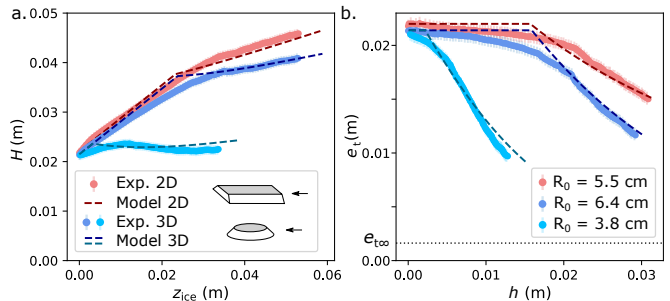 a.
0.05
0.04
0.03
0.02
0.01
0.00
H (m)
Exp. 2D
Model 2D
Exp. 3D
Model 3D
0.00 0.02 0.04 0.06
z_ice (m)
b.
0.02
0.01
0.00
e_t (m)
e_t∞
R_0 = 5.5 cm
R_0 = 6.4 cm
R_0 = 3.8 cm
0.00 0.01 0.02 0.03
h (m)